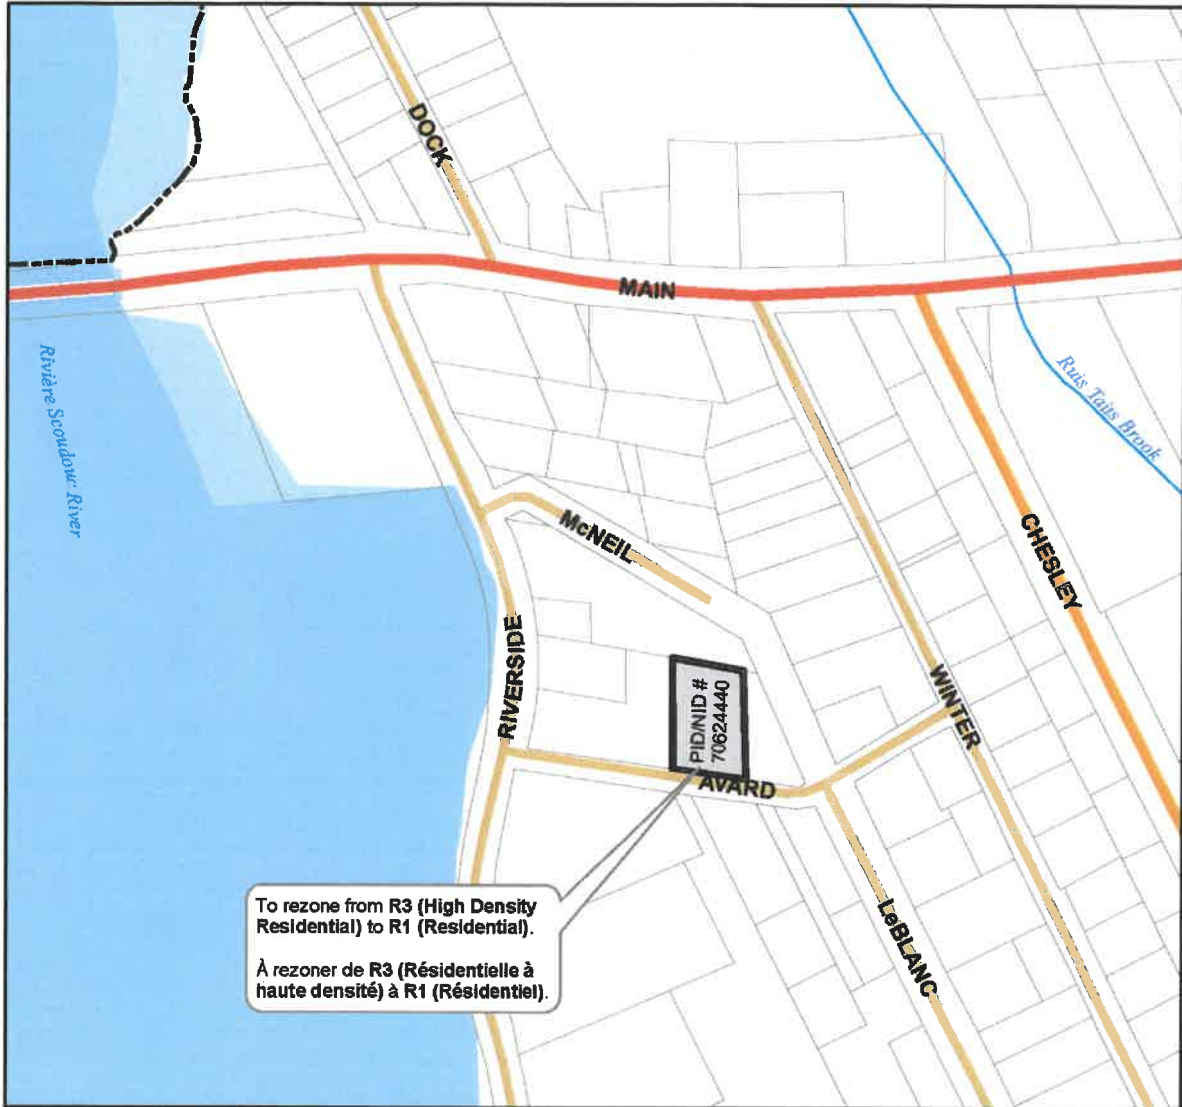 DOCK
MAIN
Ruis Taits Brook
Rivière Scoudouc River
McNEIL
CHESLEY
RIVERSIDE
WINTER
PID/NID #
70624440
AVARD
To rezone from R3 (High Density
Residential) to R1 (Residential).
À rezoner de R3 (Résidentielle à
haute densité) à R1 (Résidentiel).
LeBLANC